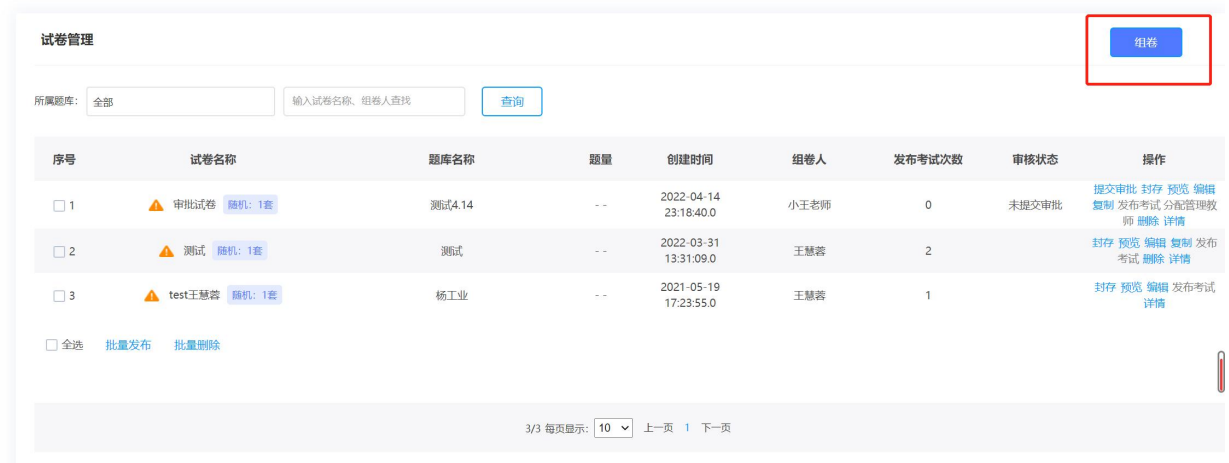 试卷管理
组卷
所属题库： 全部 输入试卷名称、组卷人查找 查询
序号 试卷名称 题库名称 题量 创建时间 组卷人 发布考试次数 审核状态 操作
1 审批试卷 随机：1套 测试4.14 - - 2022-04-14 23:18:40.0 小王老师 0 未提交审批 提交审批 封存 预览 编辑
复制 发布考试 分配管理教
师 删除 详情
2 测试 随机：1套 测试 - - 2022-03-31 13:31:09.0 王慧蓉 2 封存 预览 编辑 复制 发布
考试 删除 详情
3 test王慧蓉 随机：1套 杨工业 - - 2021-05-19 17:23:55.0 王慧蓉 1 封存 预览 编辑 发布考试
详情
全选 批量发布 批量删除
3/3 每页显示： 10 上一页 1 下一页